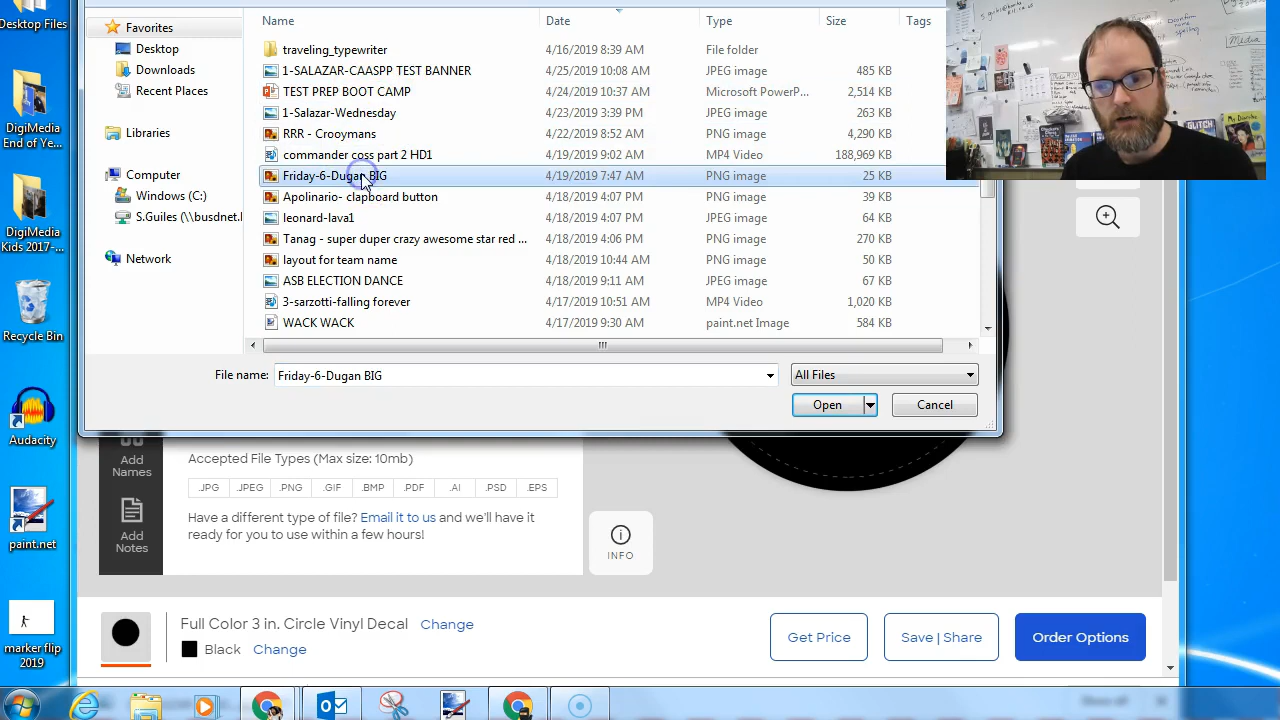 Desktop Files
DigiMedia
End of Ye...
DigiMedia
Kids 2017-...
Recycle Bin
Audacity
paint.net
marker flip
2019
Favorites
Desktop
Downloads
Recent Places
Libraries
Computer
Windows (C:)
S.Guiles (\\busdnet.l
Network
Name Date Type Size Tags
traveling_typewriter 4/16/2019 8:39 AM File folder
1-SALAZAR-CAASPP TEST BANNER 4/25/2019 10:08 AM JPEG image 485 KB
TEST PREP BOOT CAMP 4/24/2019 10:37 AM Microsoft PowerP... 2,514 KB
1-Salazar-Wednesday 4/23/2019 3:39 PM JPEG image 263 KB
RRR - Crooymans 4/22/2019 8:52 AM PNG image 4,290 KB
commander coss part 2 HD1 4/19/2019 9:02 AM MP4 Video 188,969 KB
Friday-6-Dugan BIG 4/19/2019 7:47 AM PNG image 25 KB
Apolinario- clapboard button 4/18/2019 4:07 PM PNG image 39 KB
leonard-lava1 4/18/2019 4:07 PM JPEG image 64 KB
Tanag - super duper crazy awesome star red ... 4/18/2019 4:06 PM PNG image 270 KB
layout for team name 4/18/2019 10:44 AM PNG image 50 KB
ASB ELECTION DANCE 4/18/2019 9:11 AM JPEG image 67 KB
3-sarzotti-falling forever 4/17/2019 10:51 AM MP4 Video 1,020 KB
WACK WACK 4/17/2019 9:30 AM paint.net Image 584 KB
File name: Friday-6-Dugan BIG All Files
Open Cancel
Add
Names
Add
Notes
Accepted File Types (Max size: 10mb)
.JPG .JPEG .PNG .GIF .BMP .PDF .AI .PSD .EPS
Have a different type of file? Email it to us and we'll have it
ready for you to use within a few hours!
INFO
Full Color 3 in. Circle Vinyl Decal Change
Black Change
Get Price Save | Share Order Options
Media
GLITCH